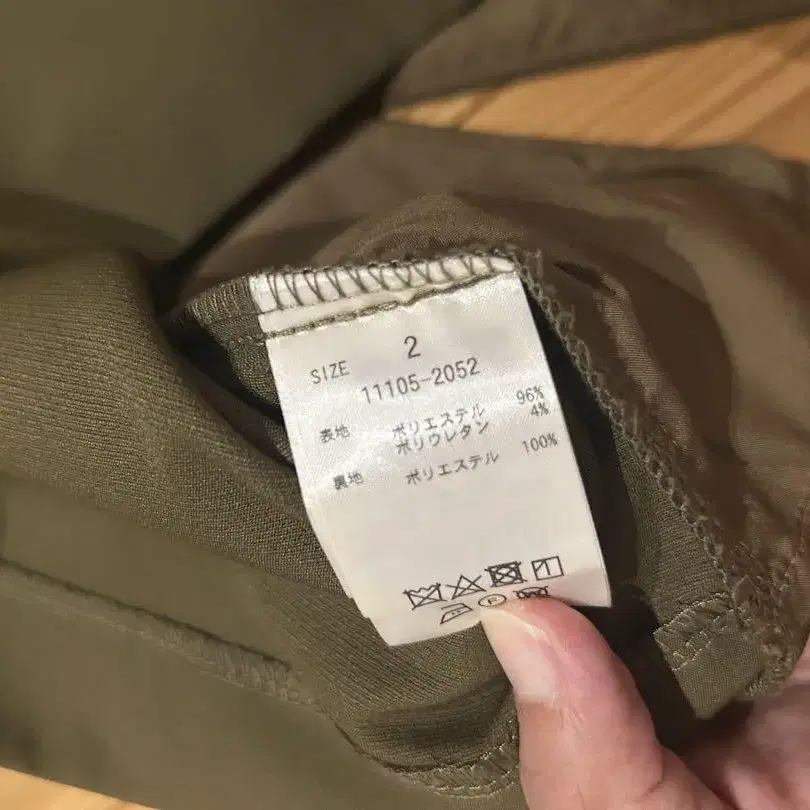 SIZE 2
11105-2052
表地 ポリエステル 96%
ポリウレタン 4%
裏地 ポリエステル 100%